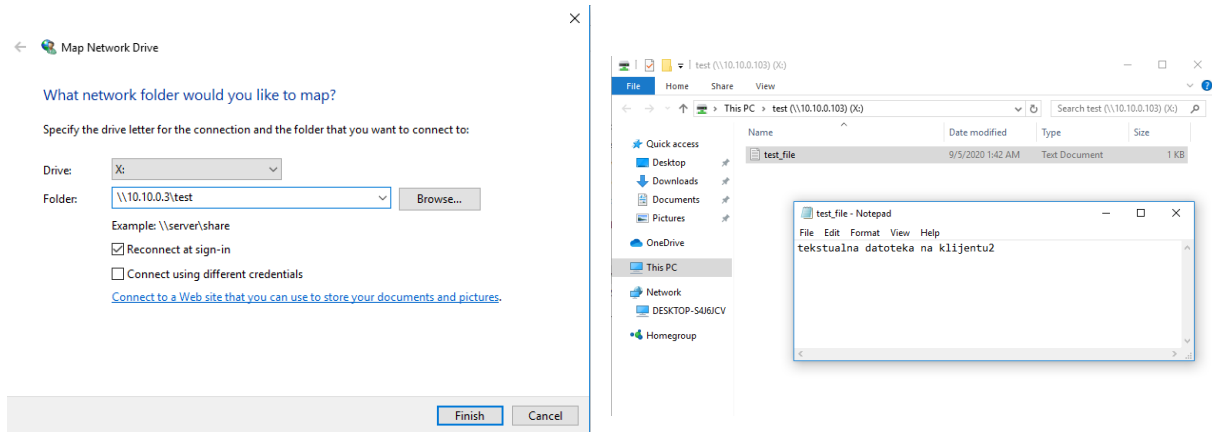 Map Network Drive
What network folder would you like to map?
Specify the drive letter for the connection and the folder that you want to connect to:
Drive: X:
Folder: \\10.10.0.3\test Browse...
Example: \\server\share
Reconnect at sign-in
Connect using different credentials
Connect to a Web site that you can use to store your documents and pictures.
Finish Cancel
test (\\10.10.0.103) (X:)
File Home Share View
This PC > test (\\10.10.0.103) (X:) Search test (\\10.10.0.103) (X:)
Name Date modified Type Size
test_file 9/5/2020 1:42 AM Text Document 1 KB
Quick access
Desktop
Downloads
Documents
Pictures
OneDrive
This PC
Network
DESKTOP-S4J6JCV
Homegroup
test_file - Notepad
File Edit Format View Help
tekstualna datoteka na klijentu2